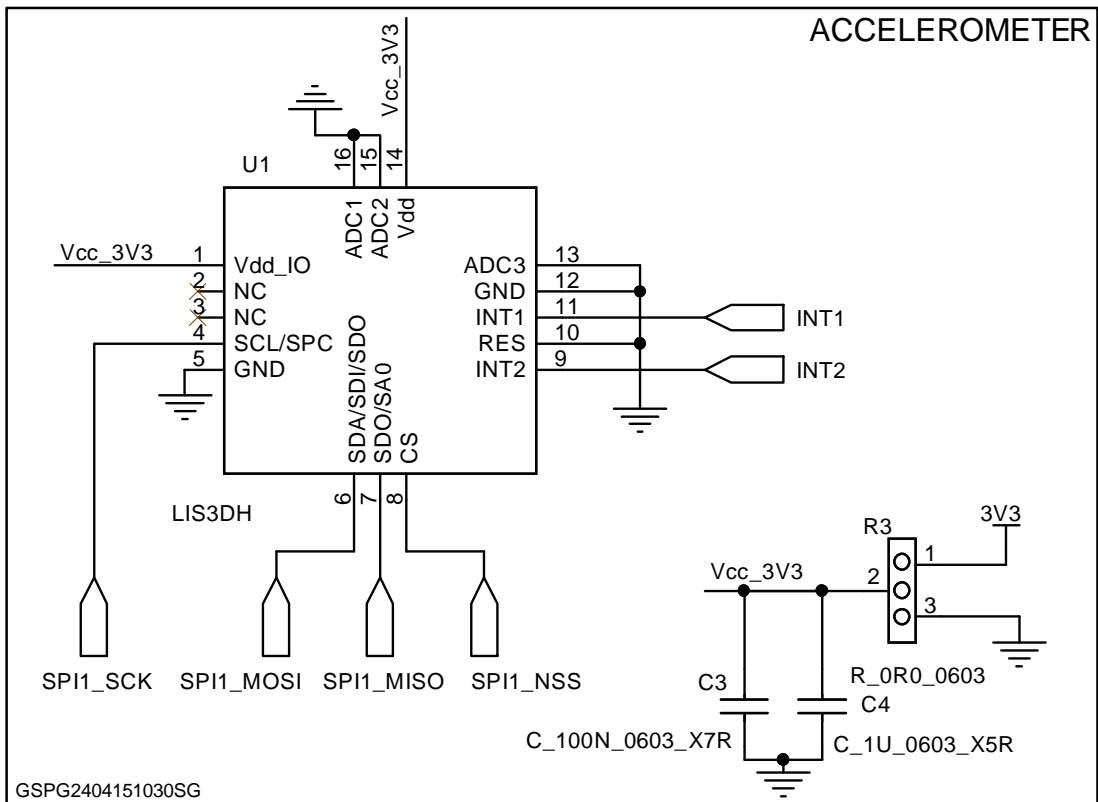 ACCELEROMETER
Vcc_3V3
U1
16
15
14
ADC1
ADC2
Vdd
Vcc_3V3
1
Vdd_IO
2
NC
3
NC
4
SCL/SPC
5
GND
ADC3
13
GND
12
INT1
11
INT1
RES
10
INT2
9
INT2
SDA/SDI/SDO
SDO/SA0
CS
6
7
8
LIS3DH
SPI1_SCK
SPI1_MOSI
SPI1_MISO
SPI1_NSS
R3
3V3
1
Vcc_3V3
2
3
R_0R0_0603
C3
C4
C_100N_0603_X7R
C_1U_0603_X5R
GSPG2404151030SG